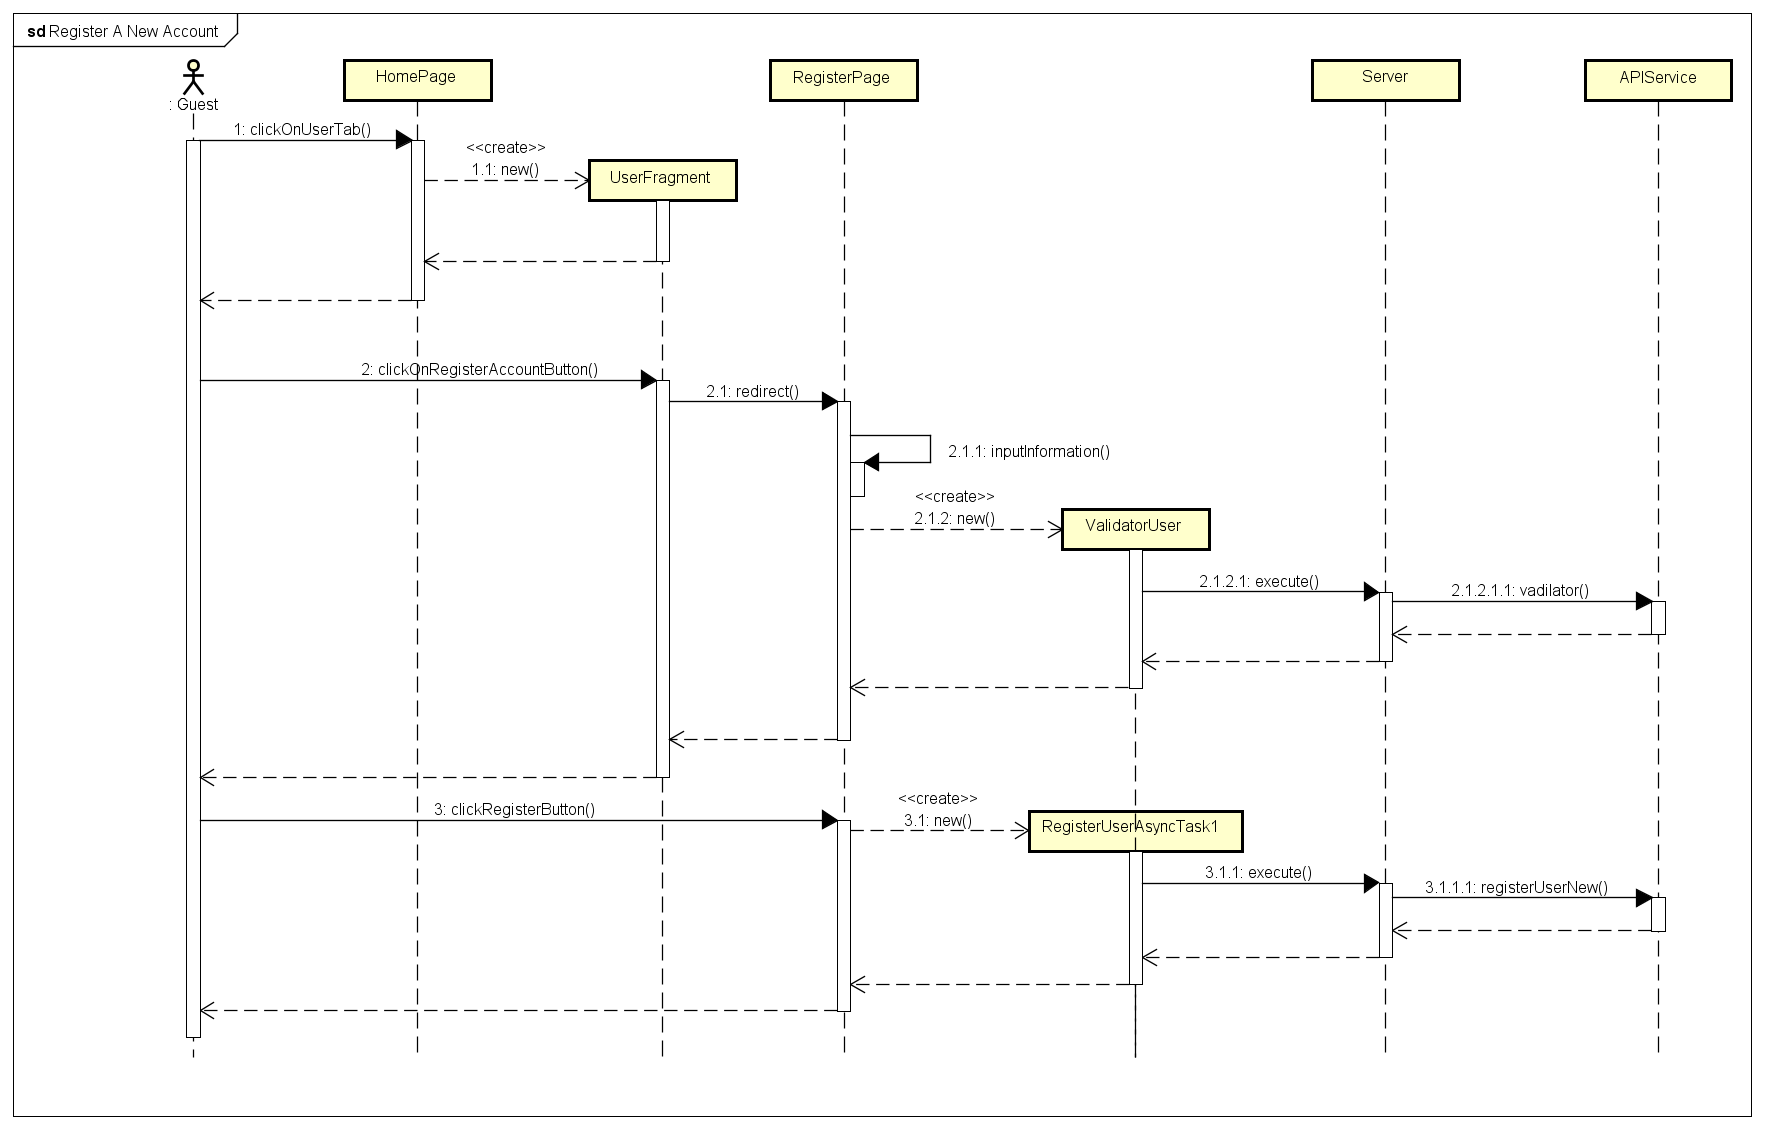 sd Register A New Account
: Guest
HomePage
RegisterPage
Server
APIService
1: clickOnUserTab()
<<create>>
1.1: new()
UserFragment
2: clickOnRegisterAccountButton()
2.1: redirect()
2.1.1: inputInformation()
<<create>>
2.1.2: new()
ValidatorUser
2.1.2.1: execute()
2.1.2.1.1: vadilator()
3: clickRegisterButton()
<<create>>
3.1: new()
RegisterUserAsyncTask1
3.1.1: execute()
3.1.1.1: registerUserNew()